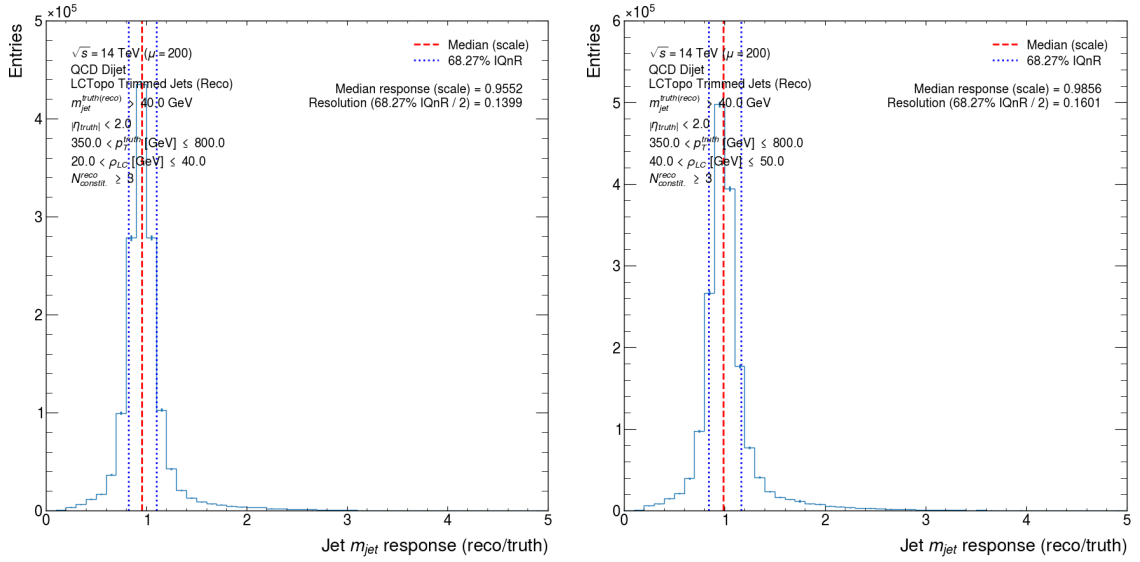 ×10⁵
5
4
3
2
1
0
Entries
√s = 14 TeV (μ = 200)
QCD Dijet
LCTopo Trimmed Jets (Reco)
m_jet^truth(reco) > 40.0 GeV
|η_truth| < 2.0
350.0 < p_T^truth [GeV] ≤ 800.0
20.0 < ρ_LC [GeV] ≤ 40.0
N_constit.^reco ≥ 3
Median (scale)
68.27% IQnR
Median response (scale) = 0.9552
Resolution (68.27% IQnR / 2) = 0.1399
0 1 2 3 4 5
Jet m_jet response (reco/truth)
×10⁵
6
5
4
3
2
1
0
Entries
√s = 14 TeV (μ = 200)
QCD Dijet
LCTopo Trimmed Jets (Reco)
m_jet^truth(reco) > 40.0 GeV
|η_truth| < 2.0
350.0 < p_T^truth [GeV] ≤ 800.0
40.0 < ρ_LC [GeV] ≤ 50.0
N_constit.^reco ≥ 3
Median (scale)
68.27% IQnR
Median response (scale) = 0.9856
Resolution (68.27% IQnR / 2) = 0.1601
0 1 2 3 4 5
Jet m_jet response (reco/truth)